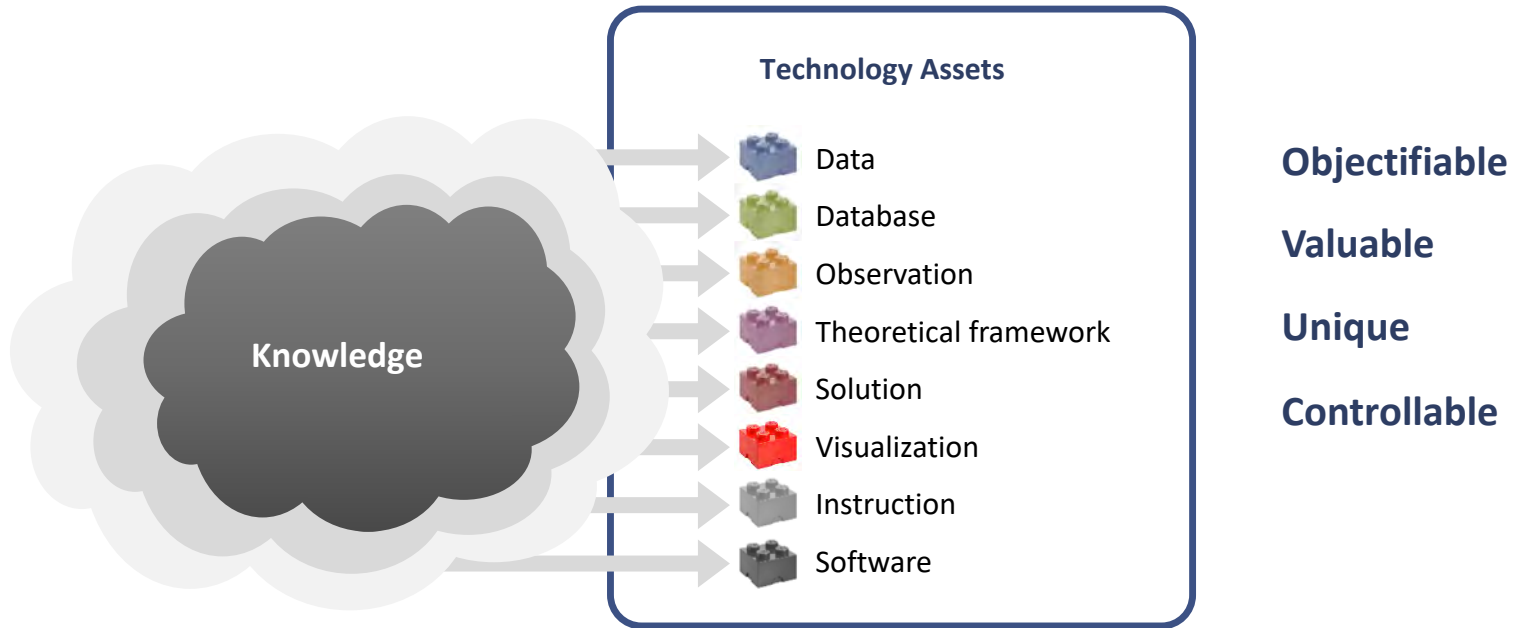 Technology Assets
Knowledge
Data
Database
Observation
Theoretical framework
Solution
Visualization
Instruction
Software
Objectifiable
Valuable
Unique
Controllable